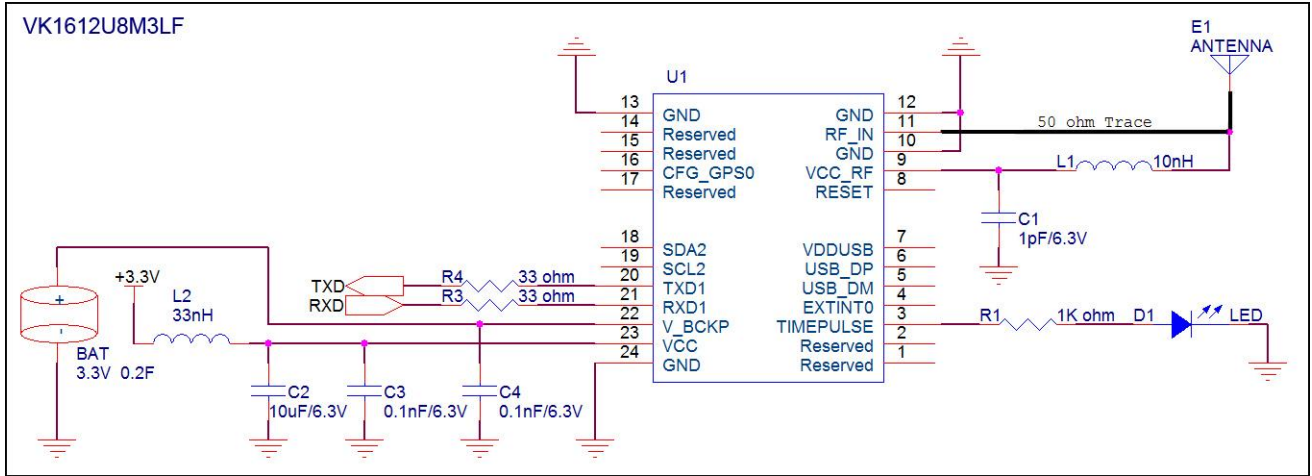 VK1612U8M3LF
E1
ANTENNA
U1
13 GND
14 Reserved
15 Reserved
16 CFG_GPS0
17 Reserved
18 SDA2
19 SCL2
20 TXD1
21 RXD1
22 V_BCKP
23 VCC
24 GND
GND 12
RF_IN 11
GND 10
VCC_RF 9
RESET 8
VDDUSB 7
USB_DP 6
USB_DM 5
EXTINT0 4
TIMEPULSE 3
Reserved 2
Reserved 1
50 ohm Trace
L1 10nH
C1
1pF/6.3V
R1 1K ohm D1 LED
TXD R4 33 ohm
RXD R3 33 ohm
+3.3V
L2
33nH
+
-
BAT
3.3V 0.2F
C2
10uF/6.3V
C3
0.1nF/6.3V
C4
0.1nF/6.3V